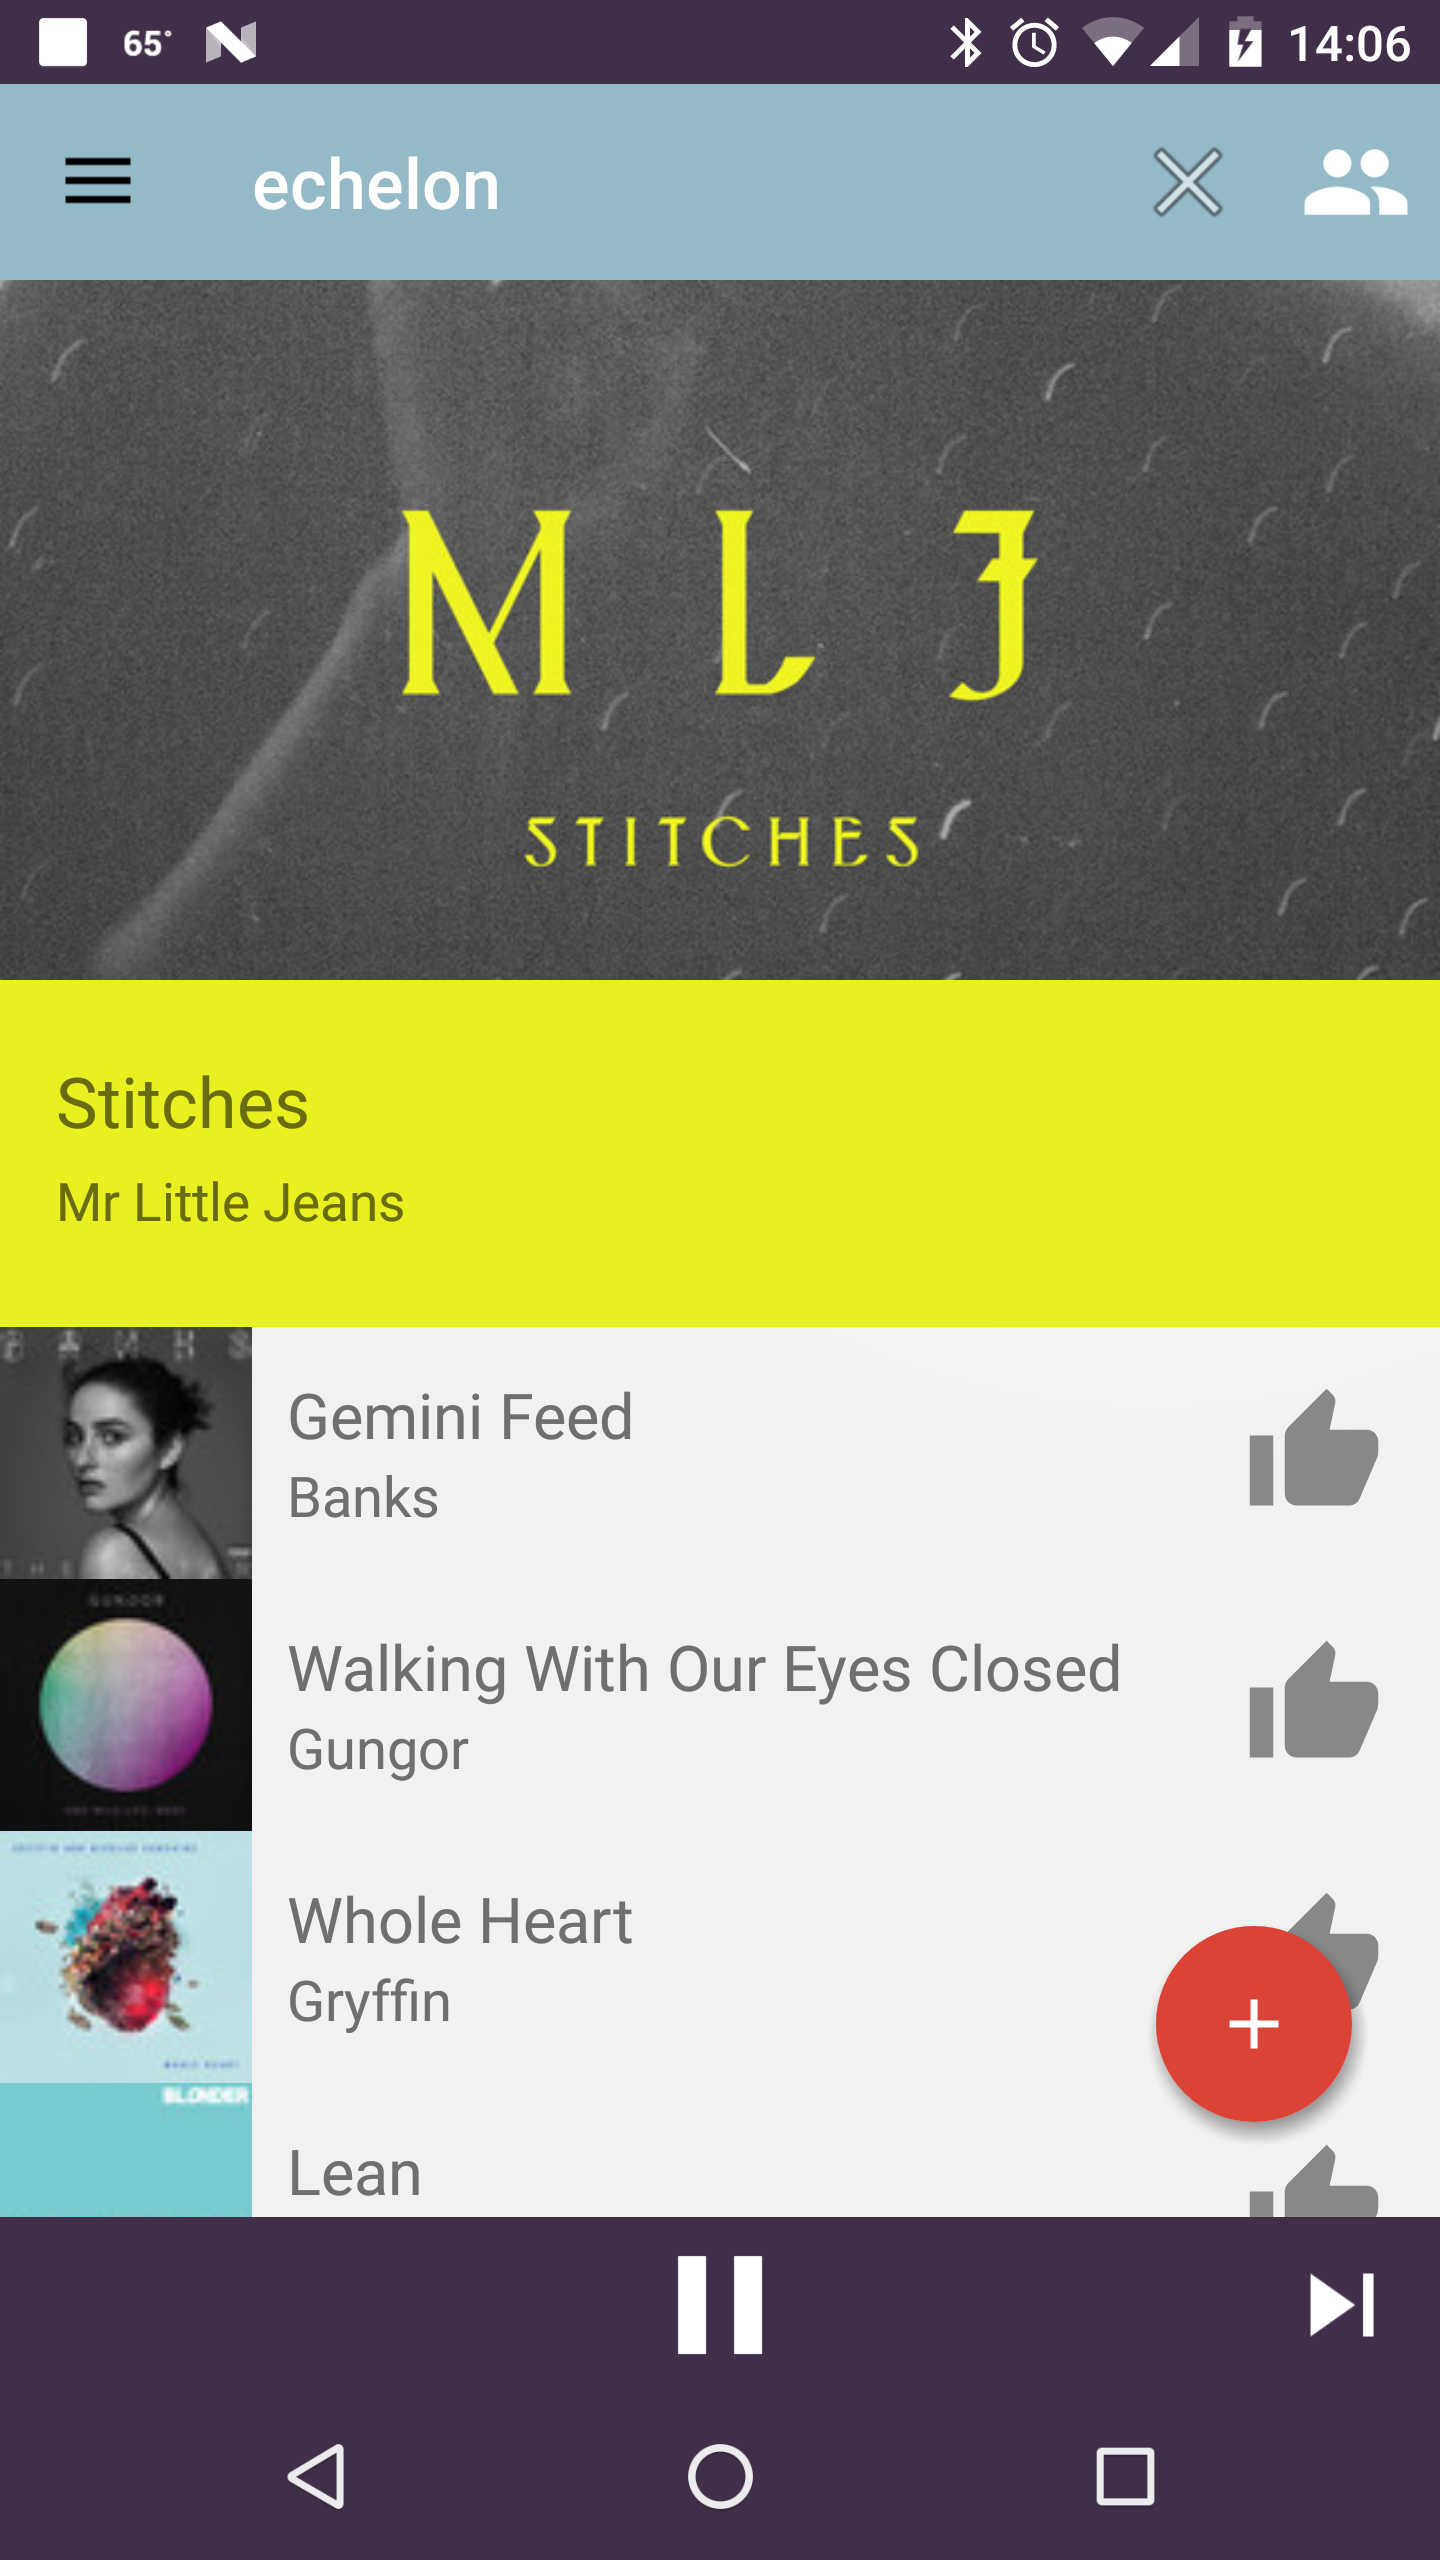 65°
14:06
echelon
M L J
STITCHES
Stitches
Mr Little Jeans
BANKS
Gemini Feed
Banks
GUNGOR
Walking With Our Eyes Closed
Gungor
Whole Heart
Gryffin
BLONDER
Lean